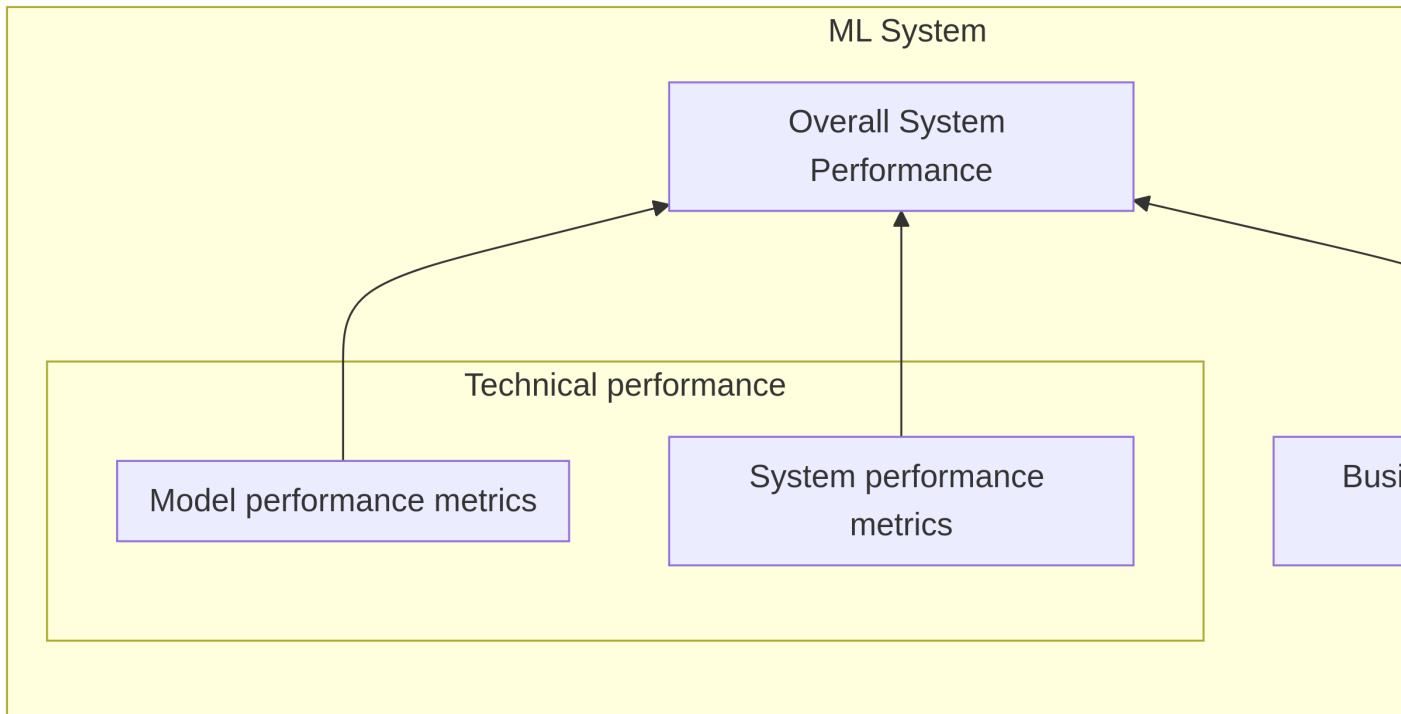 ML System
Overall System
Performance
Technical performance
Model performance metrics
System performance
metrics